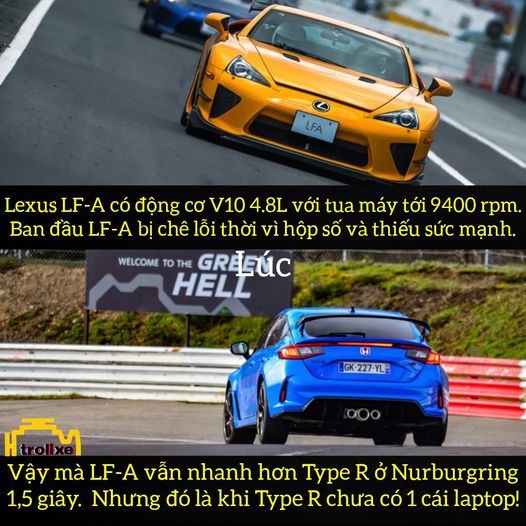 LFA
Lexus LF-A có động cơ V10 4.8L với tua máy tới 9400 rpm.
Ban đầu LF-A bị chê lỗi thời vì hộp số và thiếu sức mạnh.
Lúc
WELCOME TO THE GREEN
HELL
GK-227-YL
trollxe
Vậy mà LF-A vẫn nhanh hơn Type R ở Nurburgring
1,5 giây. Nhưng đó là khi Type R chưa có 1 cái laptop!